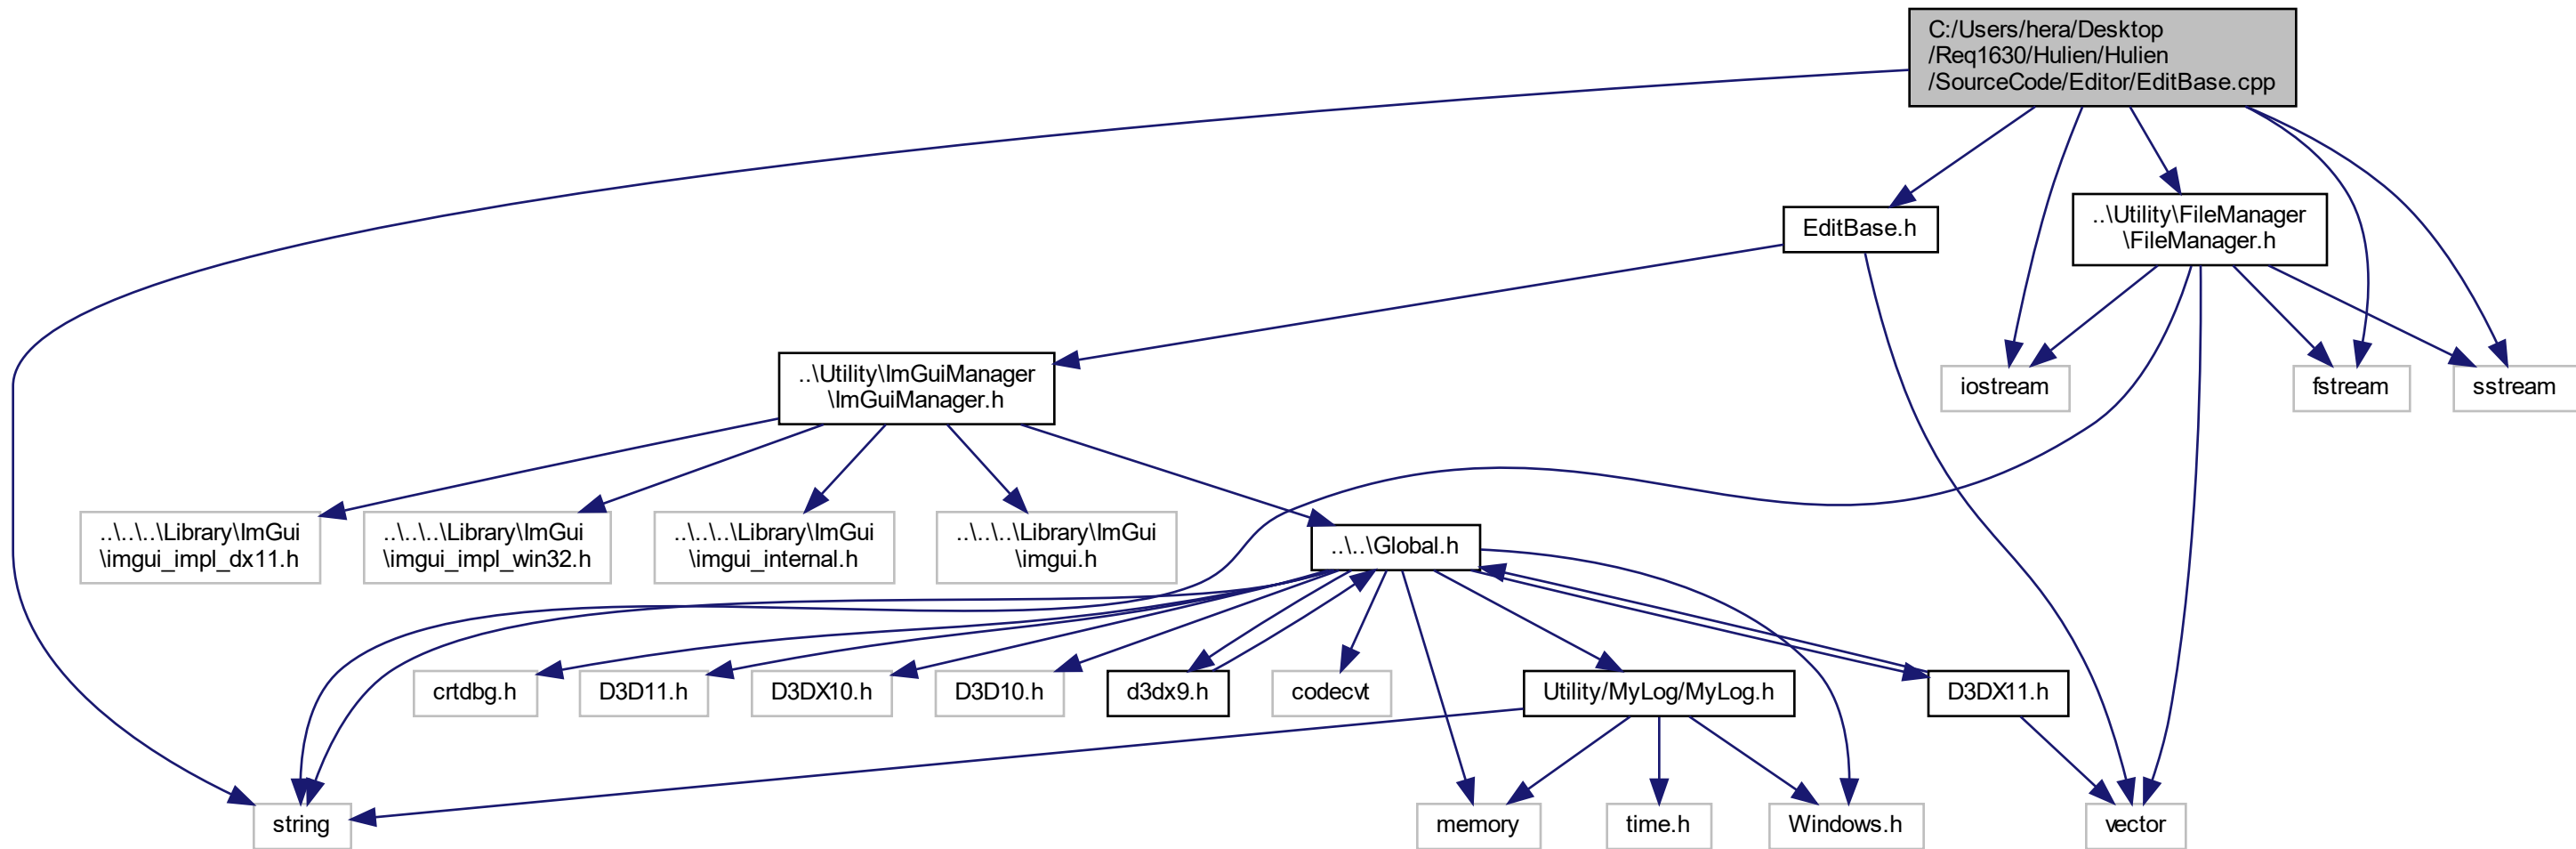 C:/Users/hera/Desktop
/Req1630/Hulien/Hulien
/SourceCode/Editor/EditBase.cpp
EditBase.h
..\Utility\FileManager
\FileManager.h
..\Utility\ImGuiManager
\ImGuiManager.h
iostream
fstream
sstream
..\..\..\Library\ImGui
\imgui_impl_dx11.h
..\..\..\Library\ImGui
\imgui_impl_win32.h
..\..\..\Library\ImGui
\imgui_internal.h
..\..\..\Library\ImGui
\imgui.h
..\..\Global.h
crtdbg.h
D3D11.h
D3DX10.h
D3D10.h
d3dx9.h
codecvt
Utility/MyLog/MyLog.h
D3DX11.h
string
memory
time.h
Windows.h
vector